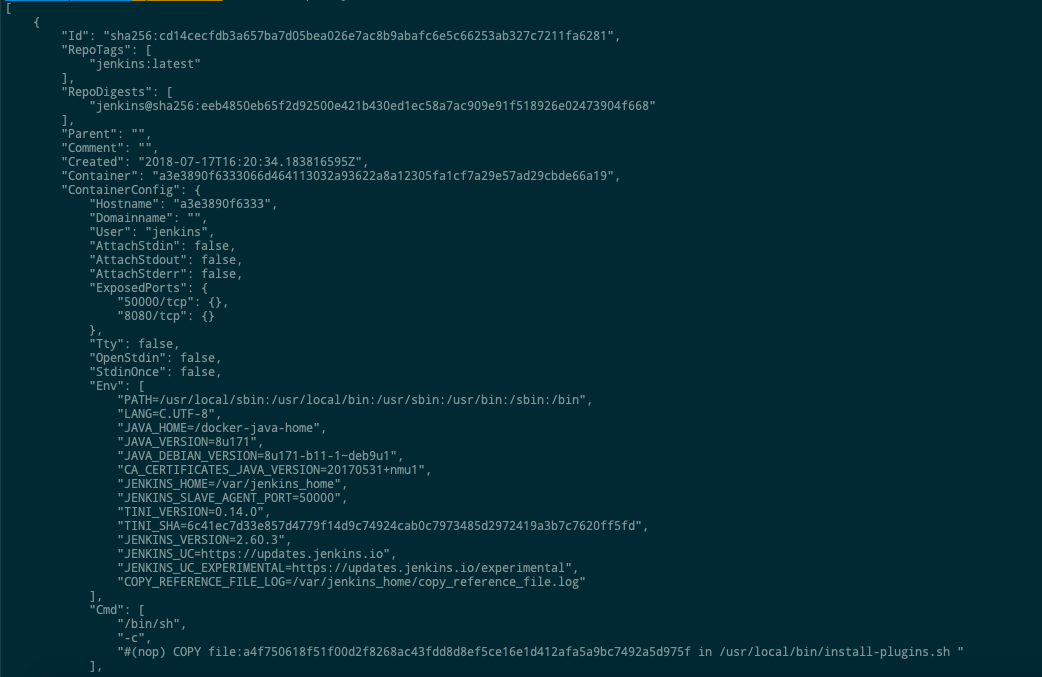 [
    {
        "Id": "sha256:cd14cecfdb3a657ba7d05bea026e7ac8b9abafc6e5c66253ab327c7211fa6281",
        "RepoTags": [
            "jenkins:latest"
        ],
        "RepoDigests": [
            "jenkins@sha256:eeb4850eb65f2d92500e421b430ed1ec58a7ac909e91f518926e02473904f668"
        ],
        "Parent": "",
        "Comment": "",
        "Created": "2018-07-17T16:20:34.183816595Z",
        "Container": "a3e3890f6333066d464113032a93622a8a12305fa1cf7a29e57ad29cbde66a19",
        "ContainerConfig": {
            "Hostname": "a3e3890f6333",
            "Domainname": "",
            "User": "jenkins",
            "AttachStdin": false,
            "AttachStdout": false,
            "AttachStderr": false,
            "ExposedPorts": {
                "50000/tcp": {},
                "8080/tcp": {}
            },
            "Tty": false,
            "OpenStdin": false,
            "StdinOnce": false,
            "Env": [
                "PATH=/usr/local/sbin:/usr/local/bin:/usr/sbin:/usr/bin:/sbin:/bin",
                "LANG=C.UTF-8",
                "JAVA_HOME=/docker-java-home",
                "JAVA_VERSION=8u171",
                "JAVA_DEBIAN_VERSION=8u171-b11-1~deb9u1",
                "CA_CERTIFICATES_JAVA_VERSION=20170531+nmu1",
                "JENKINS_HOME=/var/jenkins_home",
                "JENKINS_SLAVE_AGENT_PORT=50000",
                "TINI_VERSION=0.14.0",
                "TINI_SHA=6c41ec7d33e857d4779f14d9c74924cab0c7973485d2972419a3b7c7620ff5fd",
                "JENKINS_VERSION=2.60.3",
                "JENKINS_UC=https://updates.jenkins.io",
                "JENKINS_UC_EXPERIMENTAL=https://updates.jenkins.io/experimental",
                "COPY_REFERENCE_FILE_LOG=/var/jenkins_home/copy_reference_file.log"
            ],
            "Cmd": [
                "/bin/sh",
                "-c",
                "#(nop) COPY file:a4f750618f51f00d2f8268ac43fdd8d8ef5ce16e1d412afa5a9bc7492a5d975f in /usr/local/bin/install-plugins.sh "
            ],